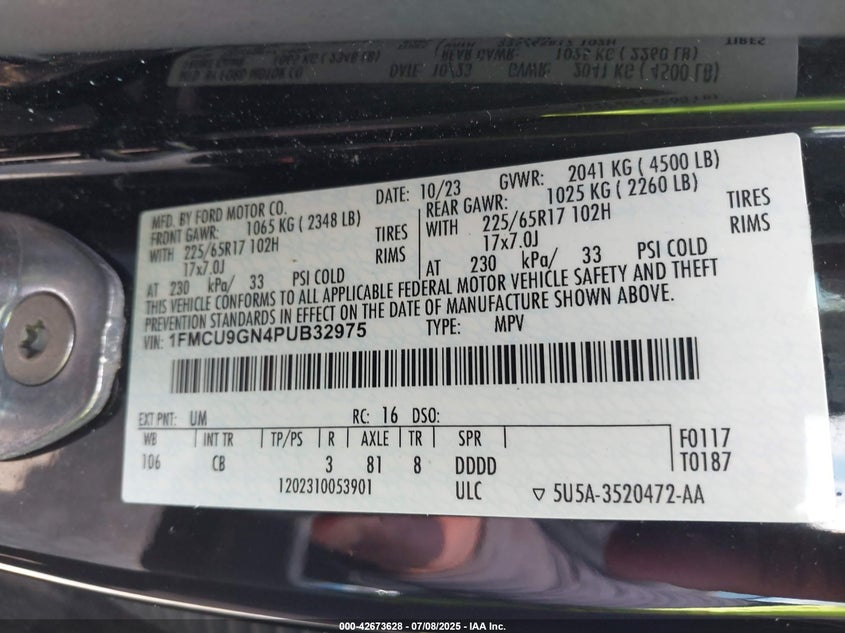 MFD. BY FORD MOTOR CO.
DATE: 10/23 GVWR: 2041 KG ( 4500 LB)
FRONT GAWR: 1065 KG ( 2348 LB)
REAR GAWR: 1025 KG ( 2260 LB)
WITH 225/65R17 102H TIRES
WITH 225/65R17 102H TIRES
17x7.0J RIMS
17x7.0J RIMS
AT 230 kPa/ 33 PSI COLD
AT 230 kPa/ 33 PSI COLD
THIS VEHICLE CONFORMS TO ALL APPLICABLE FEDERAL MOTOR VEHICLE SAFETY AND THEFT
PREVENTION STANDARDS IN EFFECT ON THE DATE OF MANUFACTURE SHOWN ABOVE.
VIN: 1FMCU9GN4PUB32975 TYPE: MPV
EXT PNT: UM RC: 16 DSO:
WB INT TR TP/PS R AXLE TR SPR F0117
106 CB 3 81 8 DDDD T0187
1202310053901 ULC ▽ 5U5A-3520472-AA
000-42673628 - 07/08/2025 - IAA Inc.